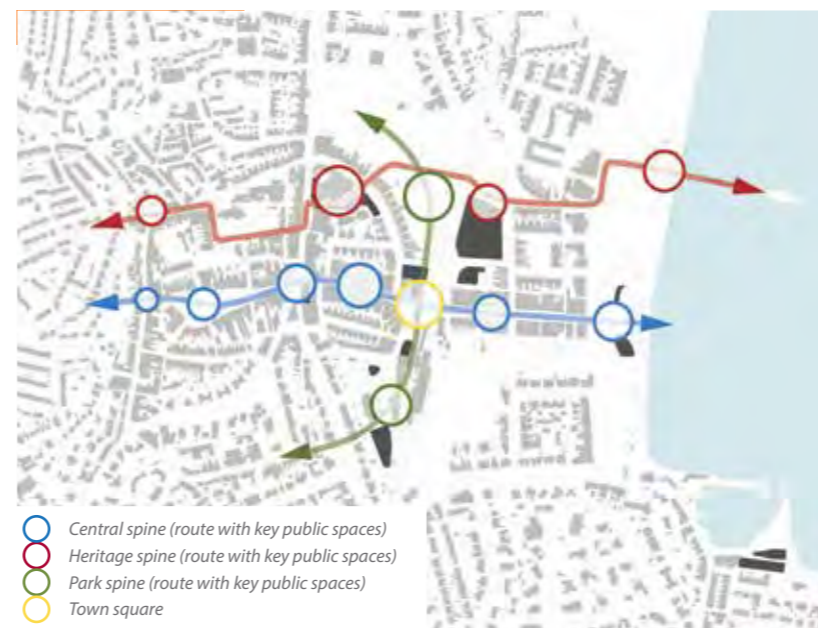 Central spine (route with key public spaces)
Heritage spine (route with key public spaces)
Park spine (route with key public spaces)
Town square